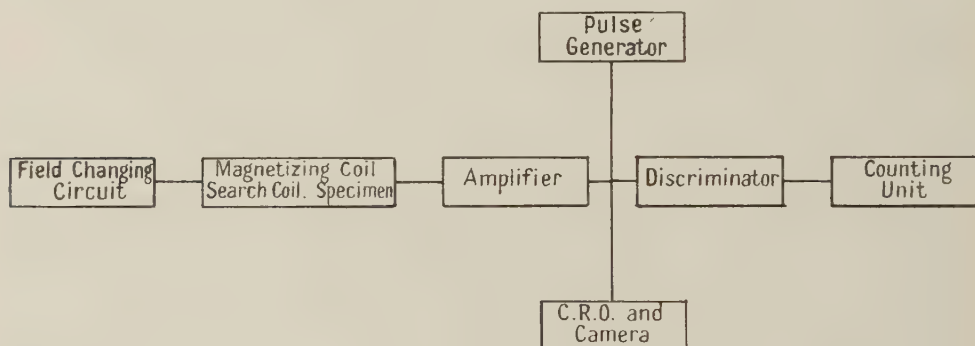 Pulse
Generator
Field Changing
Circuit
Magnetizing Coil
Search Coil. Specimen
Amplifier
Discriminator
Counting
Unit
C.R.O. and
Camera